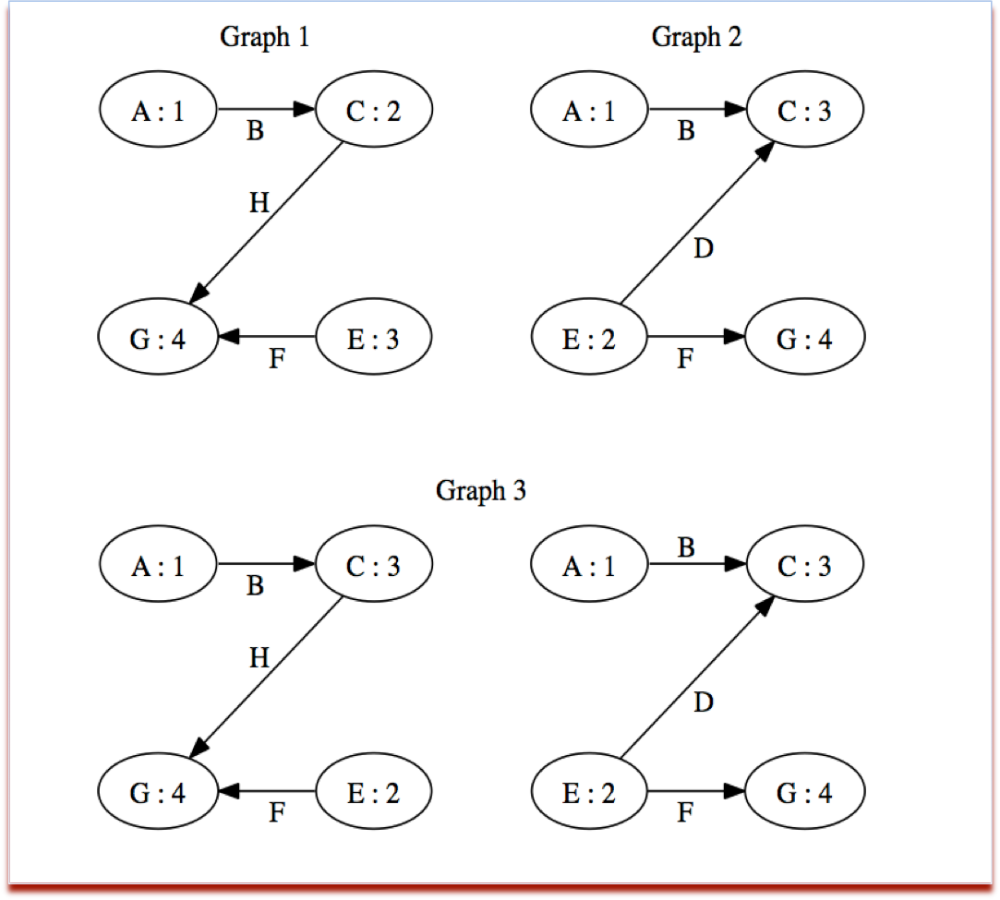 Graph 1
Graph 2
A : 1
B
C : 2
A : 1
B
C : 3
H
D
G : 4
F
E : 3
E : 2
F
G : 4
Graph 3
A : 1
B
C : 3
A : 1
B
C : 3
H
D
G : 4
F
E : 2
E : 2
F
G : 4